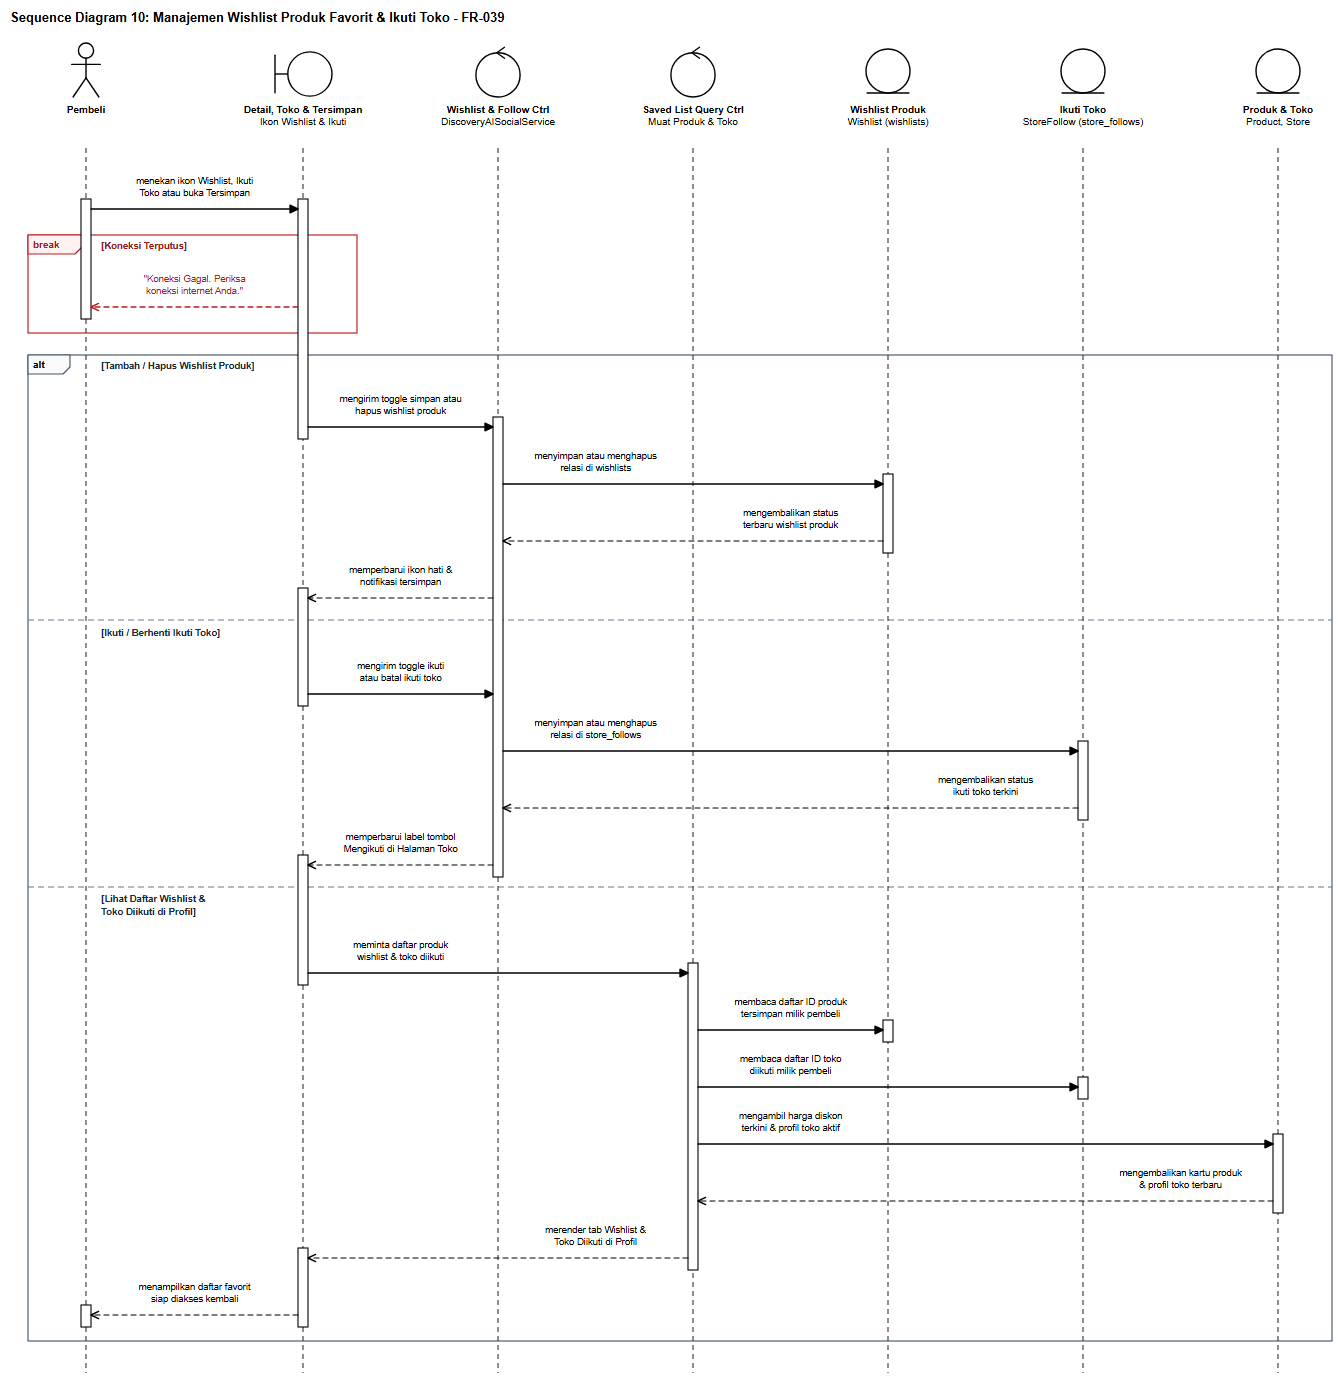 Sequence Diagram 10: Manajemen Wishlist Produk Favorit & Ikuti Toko - FR-039
Pembeli
Detail, Toko & Tersimpan
Ikon Wishlist & Ikuti
Wishlist & Follow Ctrl
DiscoveryAISocialService
Saved List Query Ctrl
Muat Produk & Toko
Wishlist Produk
Wishlist (wishlists)
Ikuti Toko
StoreFollow (store_follows)
Produk & Toko
Product, Store
menekan ikon Wishlist, Ikuti
Toko atau buka Tersimpan
break
[Koneksi Terputus]
"Koneksi Gagal. Periksa
koneksi internet Anda."
alt
[Tambah / Hapus Wishlist Produk]
mengirim toggle simpan atau
hapus wishlist produk
menyimpan atau menghapus
relasi di wishlists
mengembalikan status
terbaru wishlist produk
memperbarui ikon hati &
notifikasi tersimpan
[Ikuti / Berhenti Ikuti Toko]
mengirim toggle ikuti
atau batal ikuti toko
menyimpan atau menghapus
relasi di store_follows
mengembalikan status
ikuti toko terkini
memperbarui label tombol
Mengikuti di Halaman Toko
[Lihat Daftar Wishlist &
Toko Diikuti di Profil]
meminta daftar produk
wishlist & toko diikuti
membaca daftar ID produk
tersimpan milik pembeli
membaca daftar ID toko
diikuti milik pembeli
mengambil harga diskon
terkini & profil toko aktif
mengembalikan kartu produk
& profil toko terbaru
merender tab Wishlist &
Toko Diikuti di Profil
menampilkan daftar favorit
siap diakses kembali